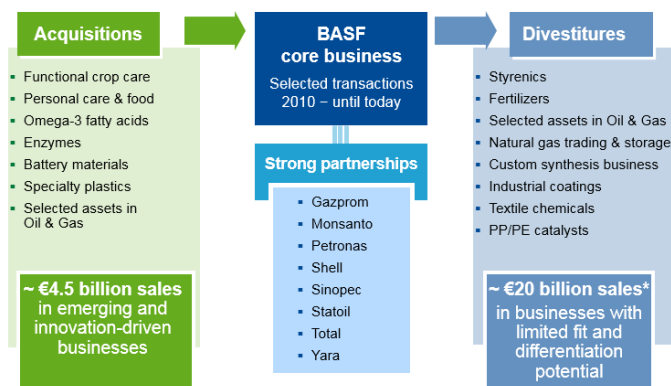 Acquisitions
Functional crop care
Personal care & food
Omega-3 fatty acids
Enzymes
Battery materials
Specialty plastics
Selected assets in
Oil & Gas
~ €4.5 billion sales
in emerging and
innovation-driven
businesses
BASF
core business
Selected transactions
2010 – until today
Strong partnerships
Gazprom
Monsanto
Petronas
Shell
Sinopec
Statoil
Total
Yara
Divestitures
Styrenics
Fertilizers
Selected assets in Oil & Gas
Natural gas trading & storage
Custom synthesis business
Industrial coatings
Textile chemicals
PP/PE catalysts
~ €20 billion sales*
in businesses with
limited fit and
differentiation
potential